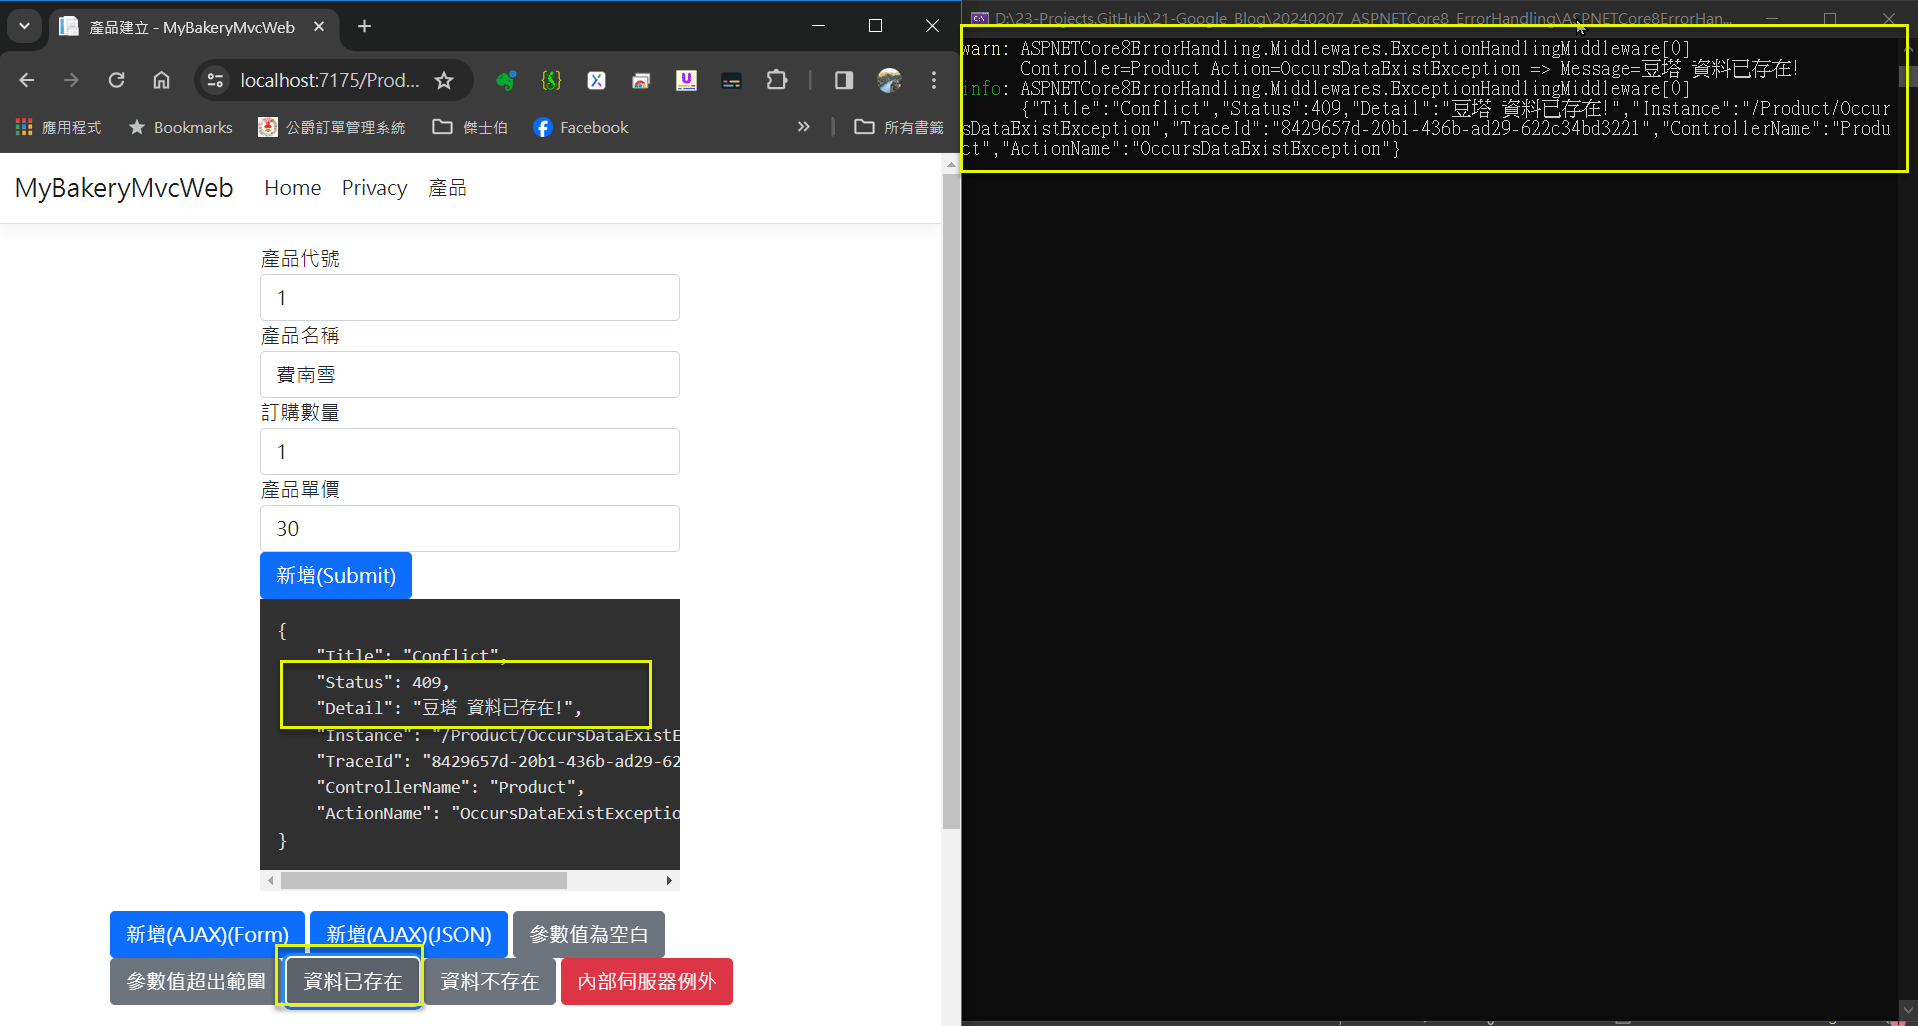 產品建立 - MyBakeryMvcWeb
localhost:7175/Prod...
應用程式
Bookmarks
公爵訂單管理系統
傑士伯
Facebook
所有書籤
MyBakeryMvcWeb
Home
Privacy
產品
產品代號
1
產品名稱
費南雪
訂購數量
1
產品單價
30
新增(Submit)
{
"Title": "Conflict",
"Status": 409,
"Detail": "豆塔 資料已存在!",
"Instance": "/Product/OccursDataExistE
"TraceId": "8429657d-20b1-436b-ad29-62
"ControllerName": "Product",
"ActionName": "OccursDataExistExceptio
}
新增(AJAX)(Form)
新增(AJAX)(JSON)
參數值為空白
參數值超出範圍
資料已存在
資料不存在
內部伺服器例外
D:\23-Projects.GitHub\21-Google_Blog\20240207_ASPNETCore8_ErrorHandling\ASPNETCore8ErrorHan...
warn: ASPNETCore8ErrorHandling.Middlewares.ExceptionHandlingMiddleware[0]
Controller=Product Action=OccursDataExistException => Message=豆塔 資料已存在!
info: ASPNETCore8ErrorHandling.Middlewares.ExceptionHandlingMiddleware[0]
{"Title":"Conflict","Status":409,"Detail":"豆塔 資料已存在!","Instance":"/Product/Occur
sDataExistException","TraceId":"8429657d-20b1-436b-ad29-622c34bd3221","ControllerName":"Produ
ct","ActionName":"OccursDataExistException"}